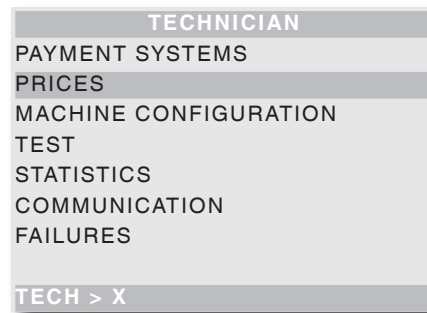 TECHNICIAN
PAYMENT SYSTEMS
PRICES
MACHINE CONFIGURATION
TEST
STATISTICS
COMMUNICATION
FAILURES
TECH > X